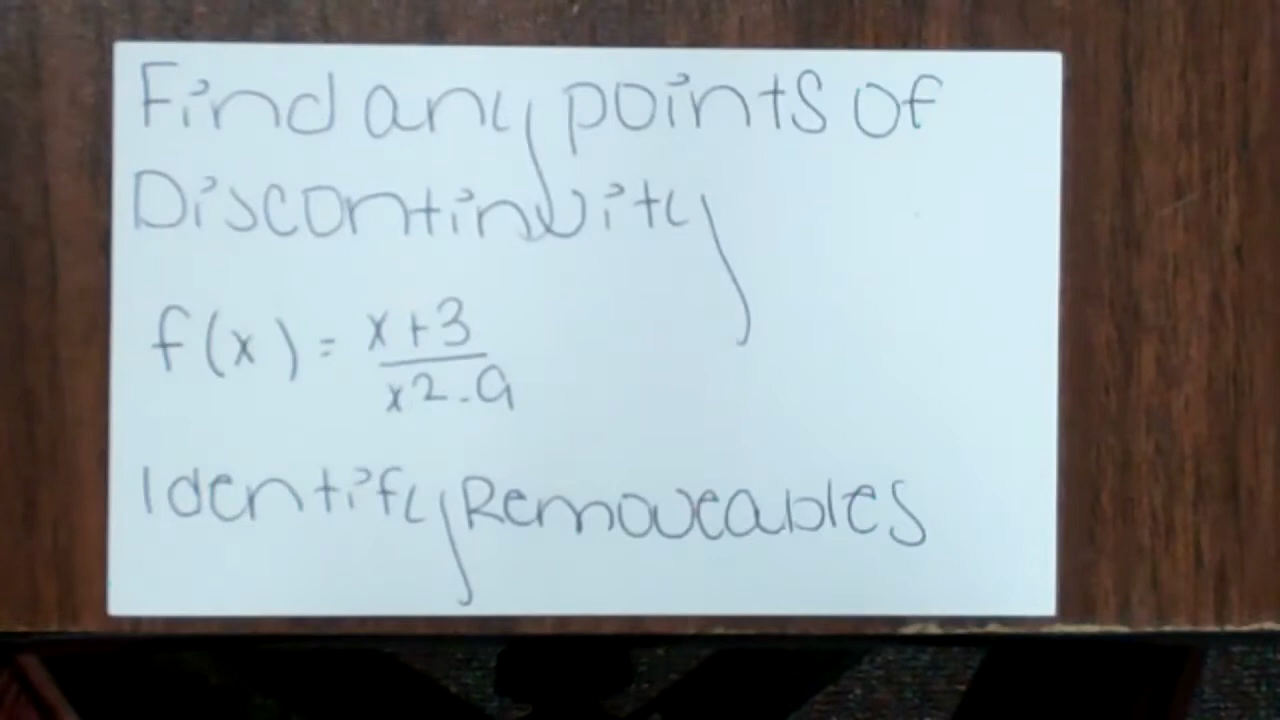 Find any points of
Discontinuity
f(x) = x+3
x2-9
Identify Removeables